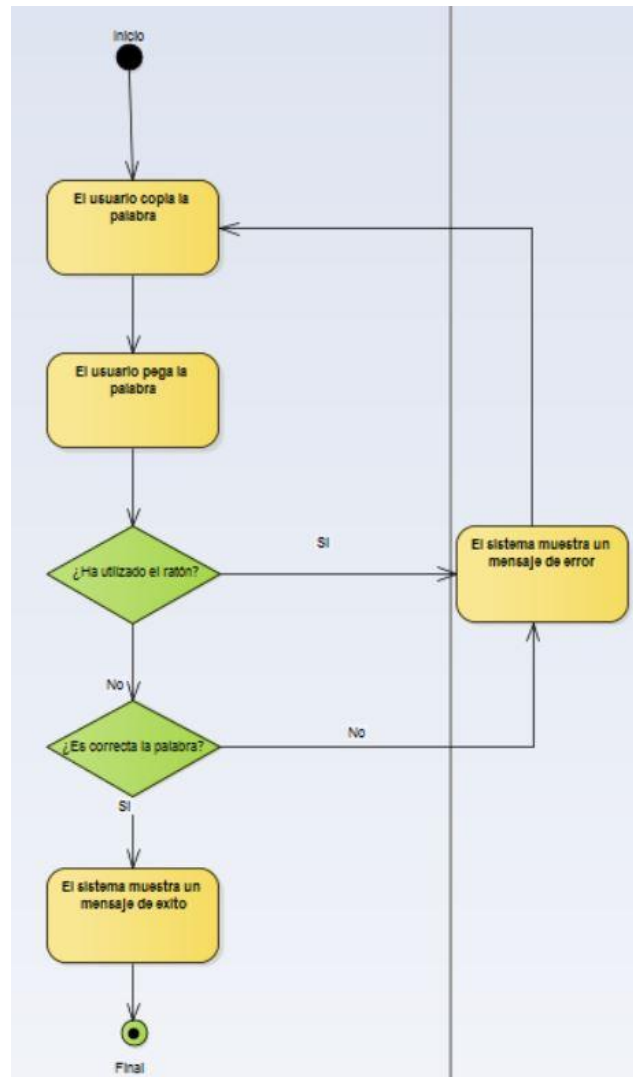 Inicio
El usuario copia la
palabra
El usuario pega la
palabra
¿Ha utilizado el ratón?
Si
El sistema muestra un
mensaje de error
No
¿Es correcta la palabra?
No
Si
El sistema muestra un
mensaje de exito
Final